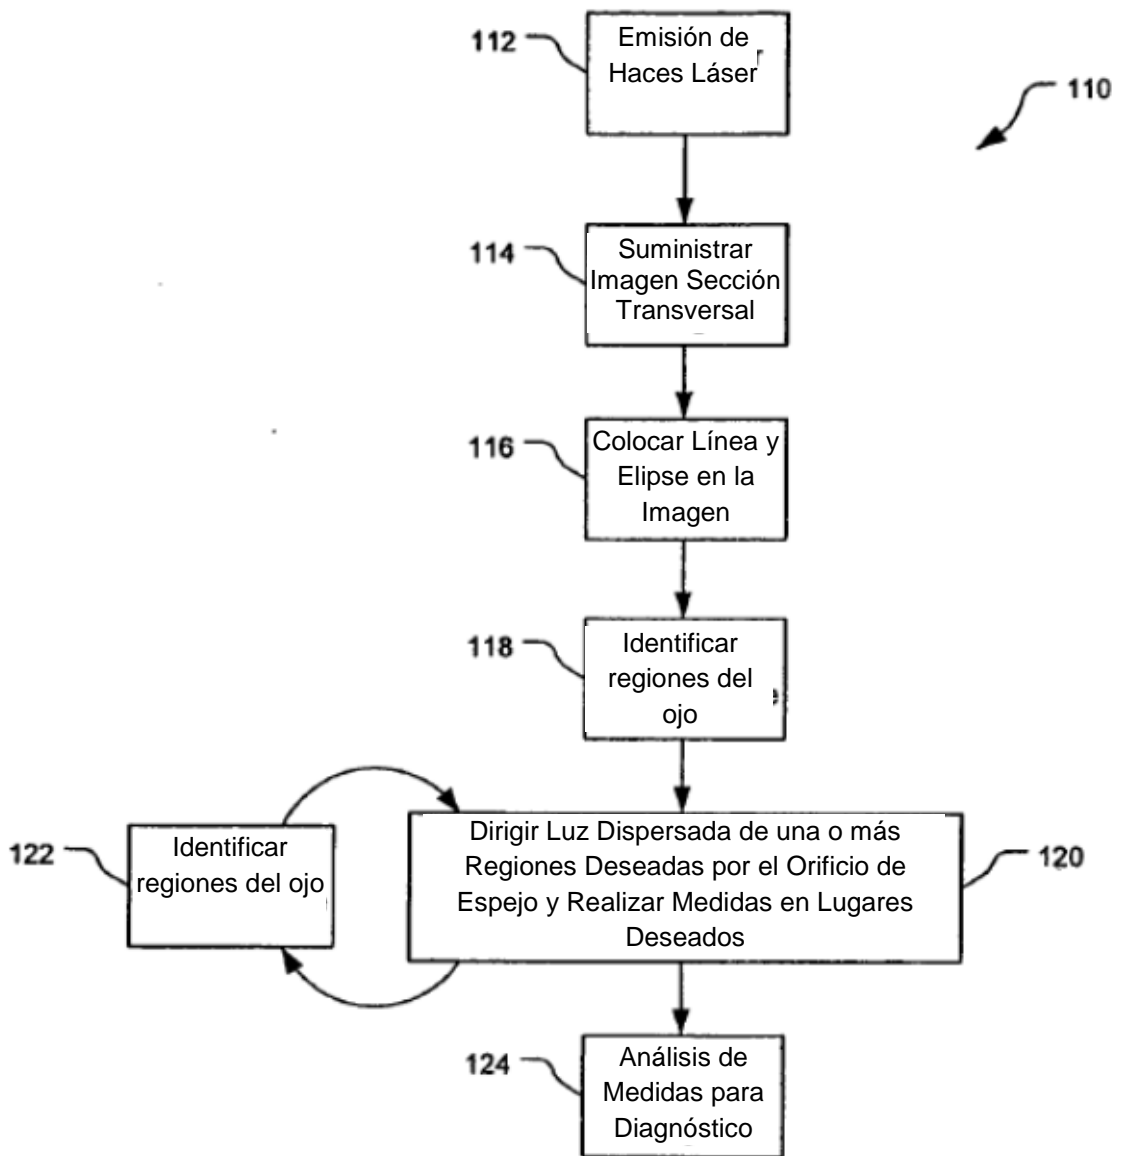 112
Emisión de
Haces Láser
110
114
Suministrar
Imagen Sección
Transversal
116
Colocar Línea y
Elipse en la
Imagen
118
Identificar
regiones del
ojo
122
Identificar
regiones del ojo
Dirigir Luz Dispersada de una o más
Regiones Deseadas por el Orificio de
Espejo y Realizar Medidas en Lugares
Deseados
120
124
Análisis de
Medidas para
Diagnóstico